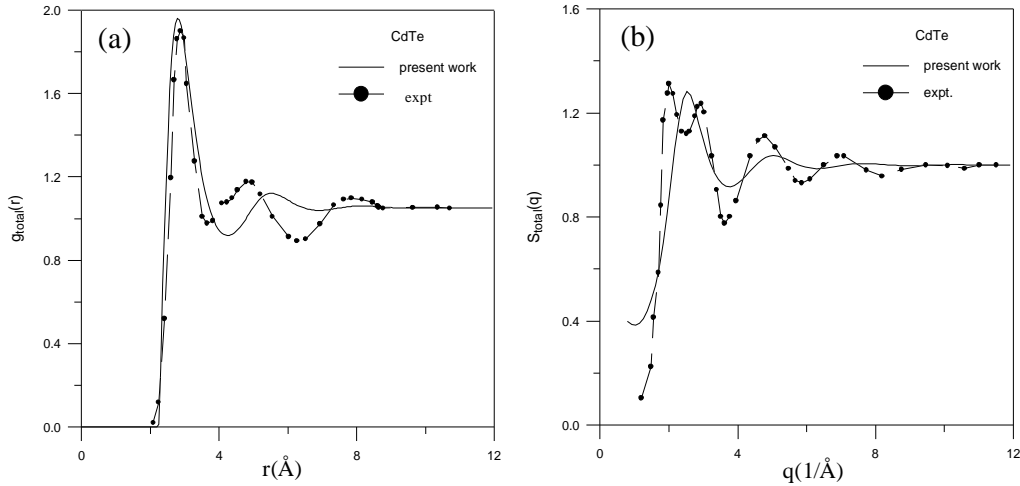 (a)
CdTe
present work
expt
2.0
1.6
1.2
0.8
0.4
0.0
g_total(r)
0
4
8
12
r(Å)
(b)
CdTe
present work
expt.
1.6
1.2
0.8
0.4
0.0
S_total(q)
0
4
8
12
q(1/Å)